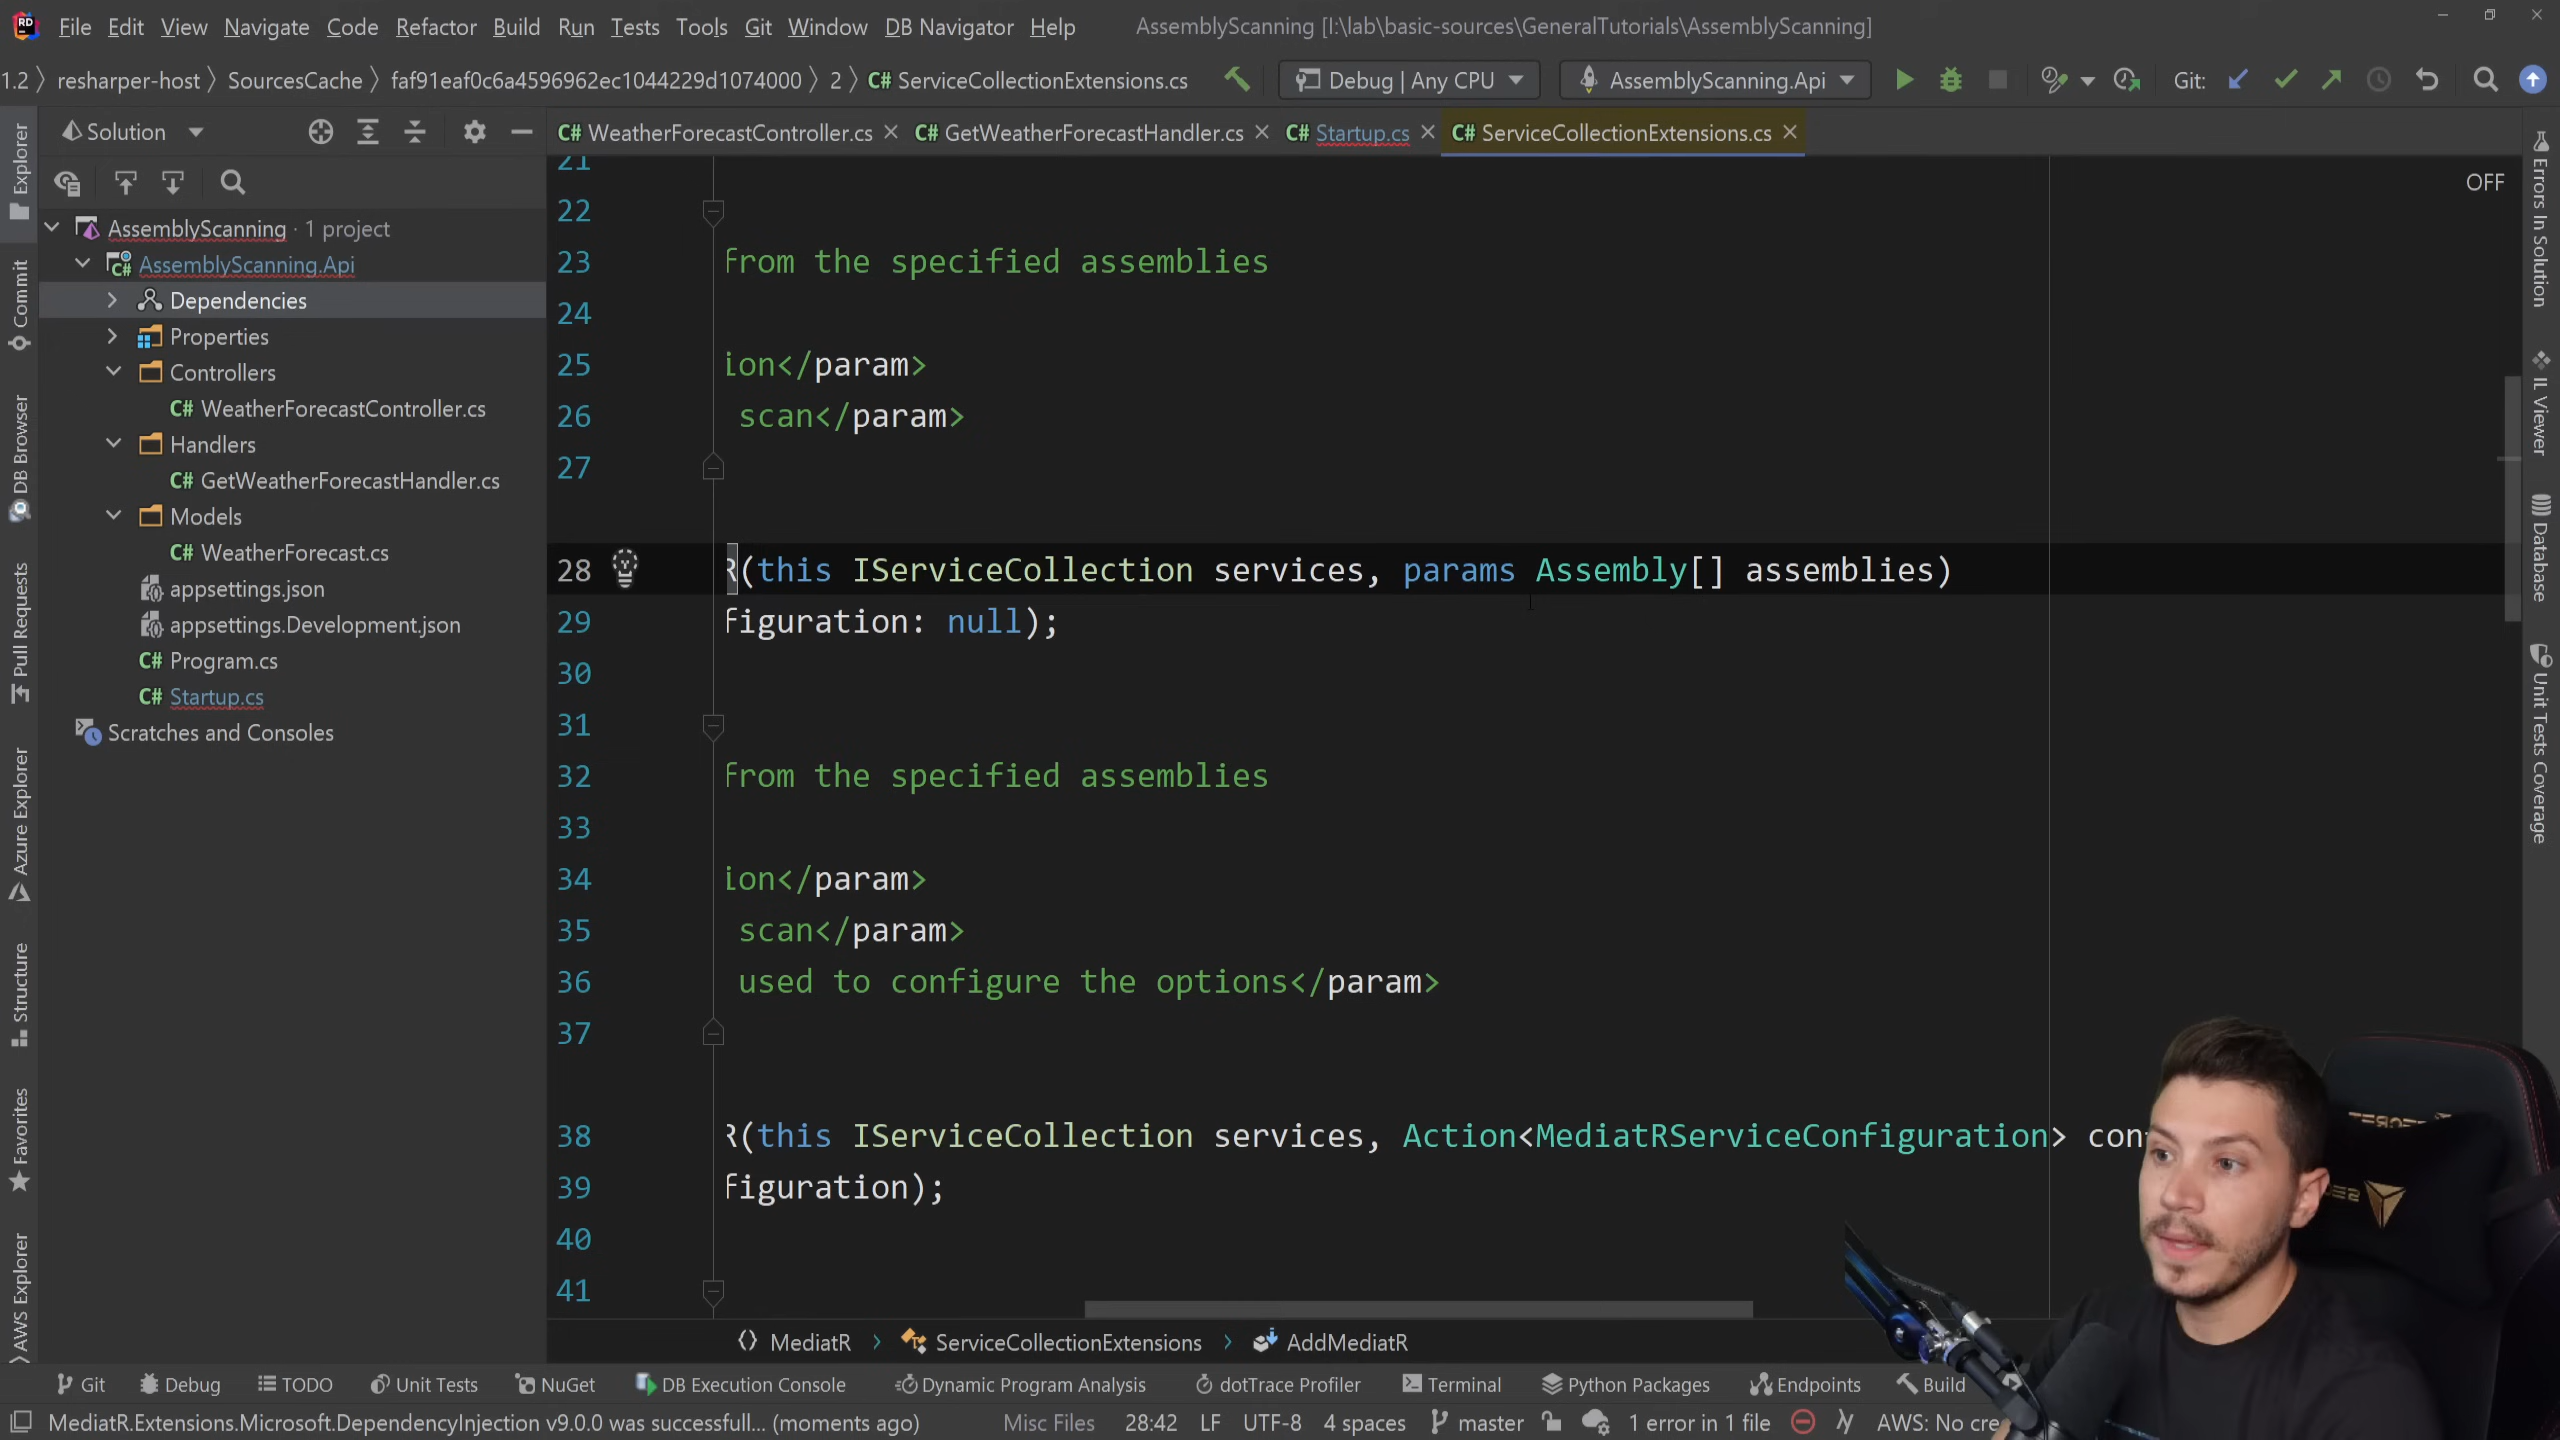 File Edit View Navigate Code Refactor Build Run Tests Tools Git Window DB Navigator Help AssemblyScanning [I:\lab\basic-sources\GeneralTutorials\AssemblyScanning]
1.2 resharper-host SourcesCache faf91eaf0c6a4596962ec1044229d1074000 2 C# ServiceCollectionExtensions.cs Debug | Any CPU AssemblyScanning.Api Git:
Solution
C# WeatherForecastController.cs C# GetWeatherForecastHandler.cs C# Startup.cs C# ServiceCollectionExtensions.cs
OFF
AssemblyScanning · 1 project
AssemblyScanning.Api
Dependencies
Properties
Controllers
C# WeatherForecastController.cs
Handlers
C# GetWeatherForecastHandler.cs
Models
C# WeatherForecast.cs
appsettings.json
appsettings.Development.json
C# Program.cs
C# Startup.cs
Scratches and Consoles
Explorer
Commit
DB Browser
Pull Requests
Azure Explorer
Structure
Favorites
AWS Explorer
21
22
23 from the specified assemblies
24
25 ion</param>
26 scan</param>
27
28 R(this IServiceCollection services, params Assembly[] assemblies)
29 figuration: null);
30
31
32 from the specified assemblies
33
34 ion</param>
35 scan</param>
36 used to configure the options</param>
37
38 R(this IServiceCollection services, Action<MediatRServiceConfiguration> con
39 figuration);
40
41
Errors In Solution
IL Viewer
Database
Unit Tests Coverage
MediatR ServiceCollectionExtensions AddMediatR
Git Debug TODO Unit Tests NuGet DB Execution Console Dynamic Program Analysis dotTrace Profiler Terminal Python Packages Endpoints Build
MediatR.Extensions.Microsoft.DependencyInjection v9.0.0 was successfull... (moments ago) Misc Files 28:42 LF UTF-8 4 spaces master 1 error in 1 file AWS: No cre